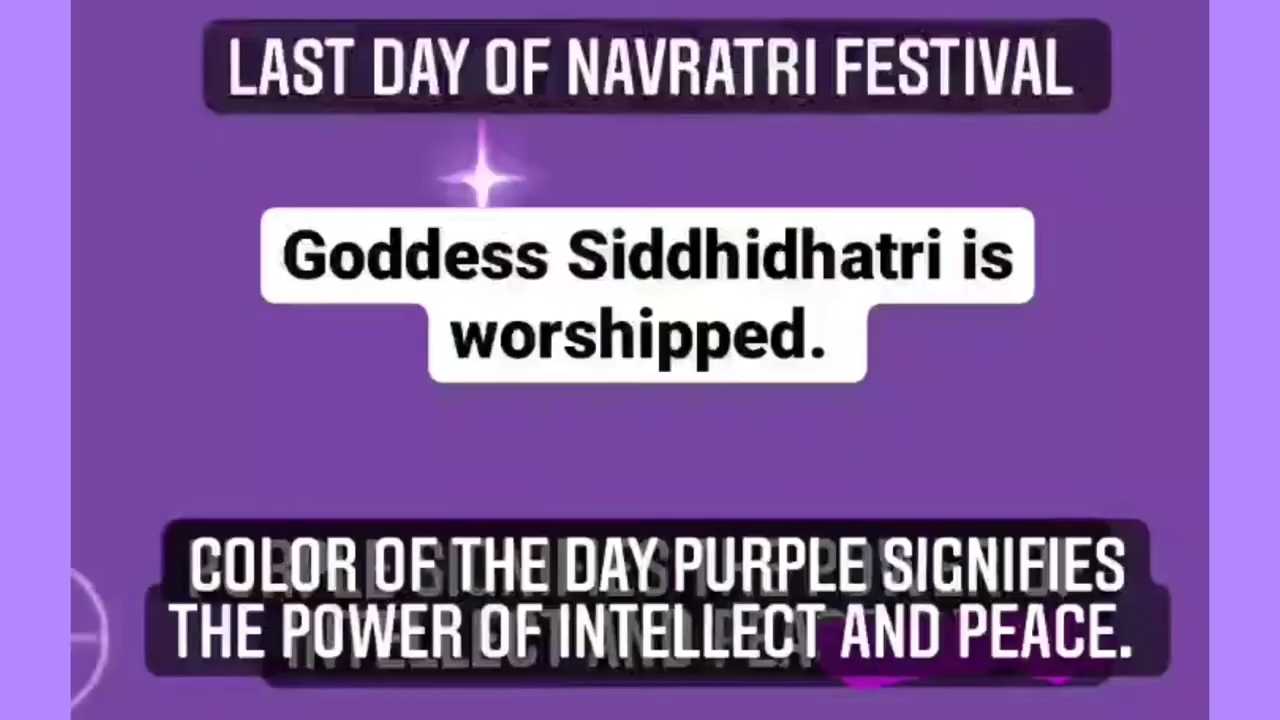 LAST DAY OF NAVRATRI FESTIVAL
Goddess Siddhidhatri is
worshipped.
COLOR OF THE DAY PURPLE SIGNIFIES
THE POWER OF INTELLECT AND PEACE.